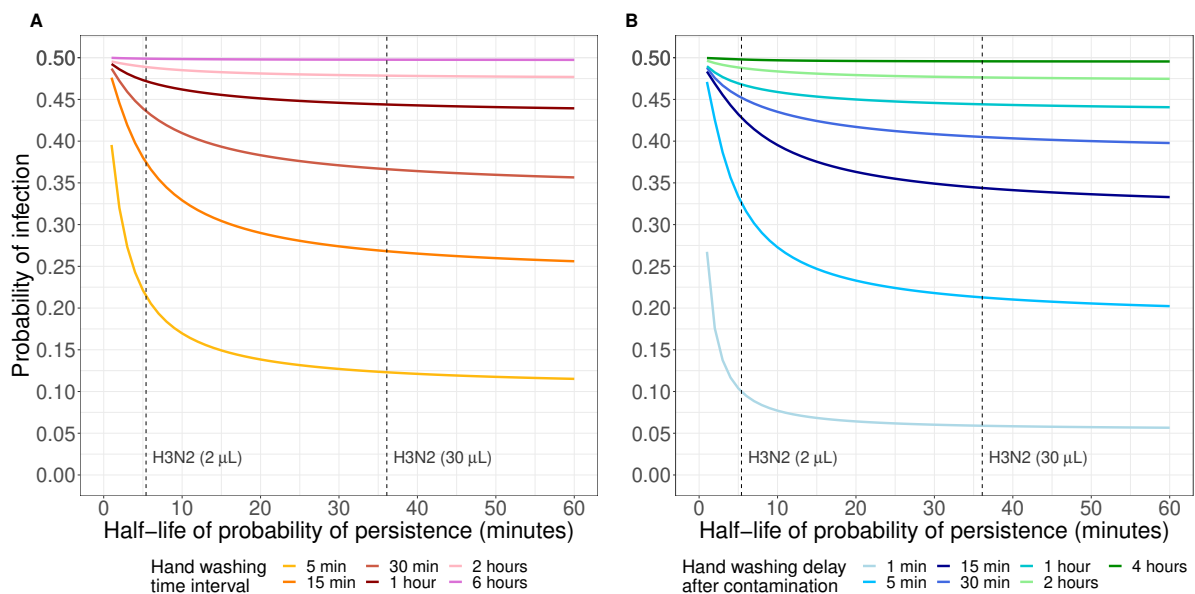 A
Probability of infection
0.50
0.45
0.40
0.35
0.30
0.25
0.20
0.15
0.10
0.05
0.00
H3N2 (2 μL)
H3N2 (30 μL)
0 10 20 30 40 50 60
Half−life of probability of persistence (minutes)
Hand washing
time interval
5 min 30 min 2 hours
15 min 1 hour 6 hours
B
0.50
0.45
0.40
0.35
0.30
0.25
0.20
0.15
0.10
0.05
0.00
H3N2 (2 μL)
H3N2 (30 μL)
0 10 20 30 40 50 60
Half−life of probability of persistence (minutes)
Hand washing delay
after contamination
1 min 15 min 1 hour 4 hours
5 min 30 min 2 hours